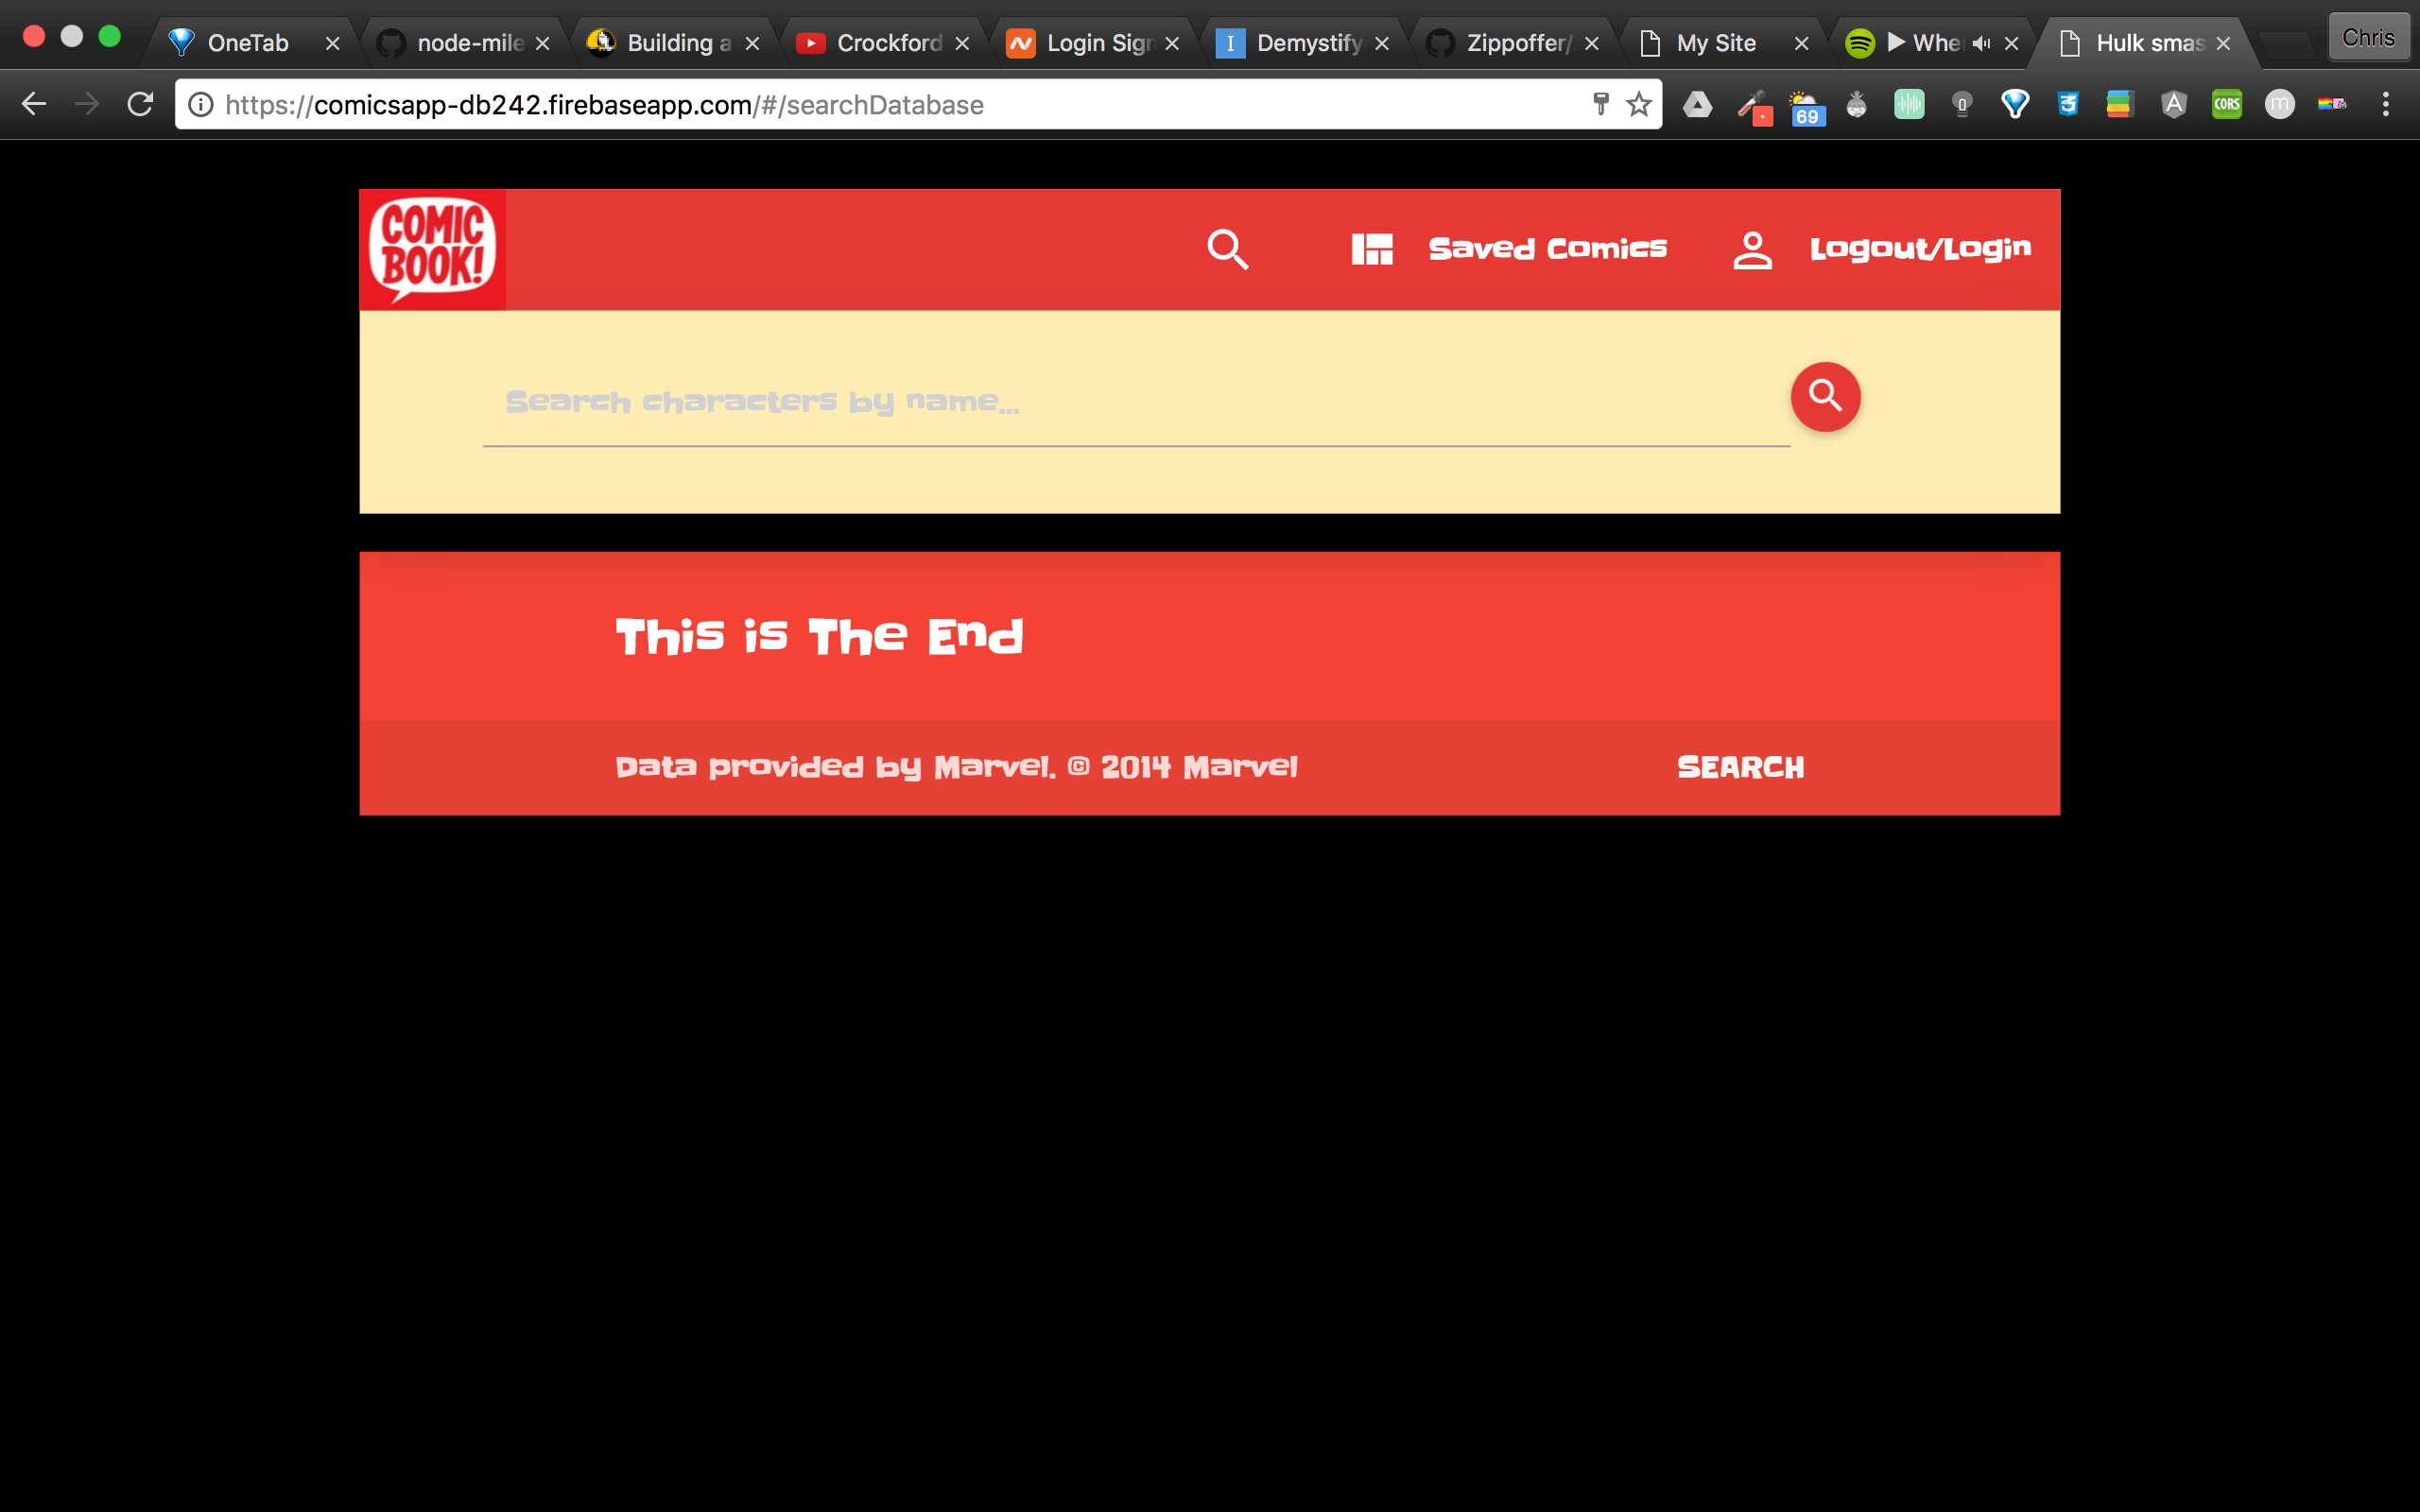 OneTab
node-mile
Building a
Crockford
Login Sign
Demystify
Zippoffer/
My Site
Whe
Hulk smas
Chris
https://comicsapp-db242.firebaseapp.com/#/searchDatabase
69
CORS
COMIC
BOOK!
Saved Comics
Logout/Login
Search characters by name...
This is The End
Data provided by Marvel. © 2014 Marvel
SEARCH